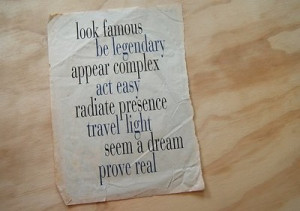 look famous
be legendary
appear complex
act easy
radiate presence
travel light
seem a dream
prove real